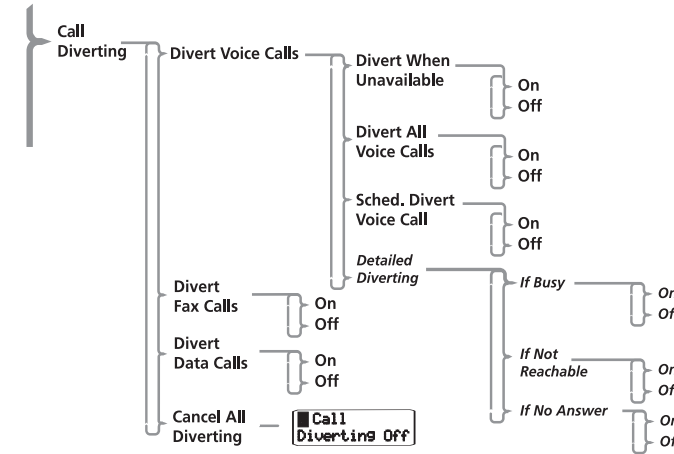 Call
Diverting
Divert Voice Calls
Divert When
Unavailable
On
Off
Divert All
Voice Calls
On
Off
Sched. Divert
Voice Call
On
Off
Detailed
Diverting
If Busy
If Not
Reachable
If No Answer
Divert
Fax Calls
On
Off
Divert
Data Calls
On
Off
Cancel All
Diverting
Call
Diverting Off